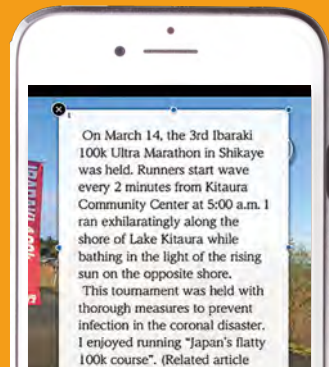 1
On March 14, the 3rd Ibaraki
100k Ultra Marathon in Shikaye
was held. Runners start wave
every 2 minutes from Kitaura
Community Center at 5:00 a.m. I
ran exhilaratingly along the
shore of Lake Kitaura while
bathing in the light of the rising
sun on the opposite shore.
This tournament was held with
thorough measures to prevent
infection in the coronal disaster.
I enjoyed running “Japan's flatty
100k course”. (Related article
IBARAKI 100K